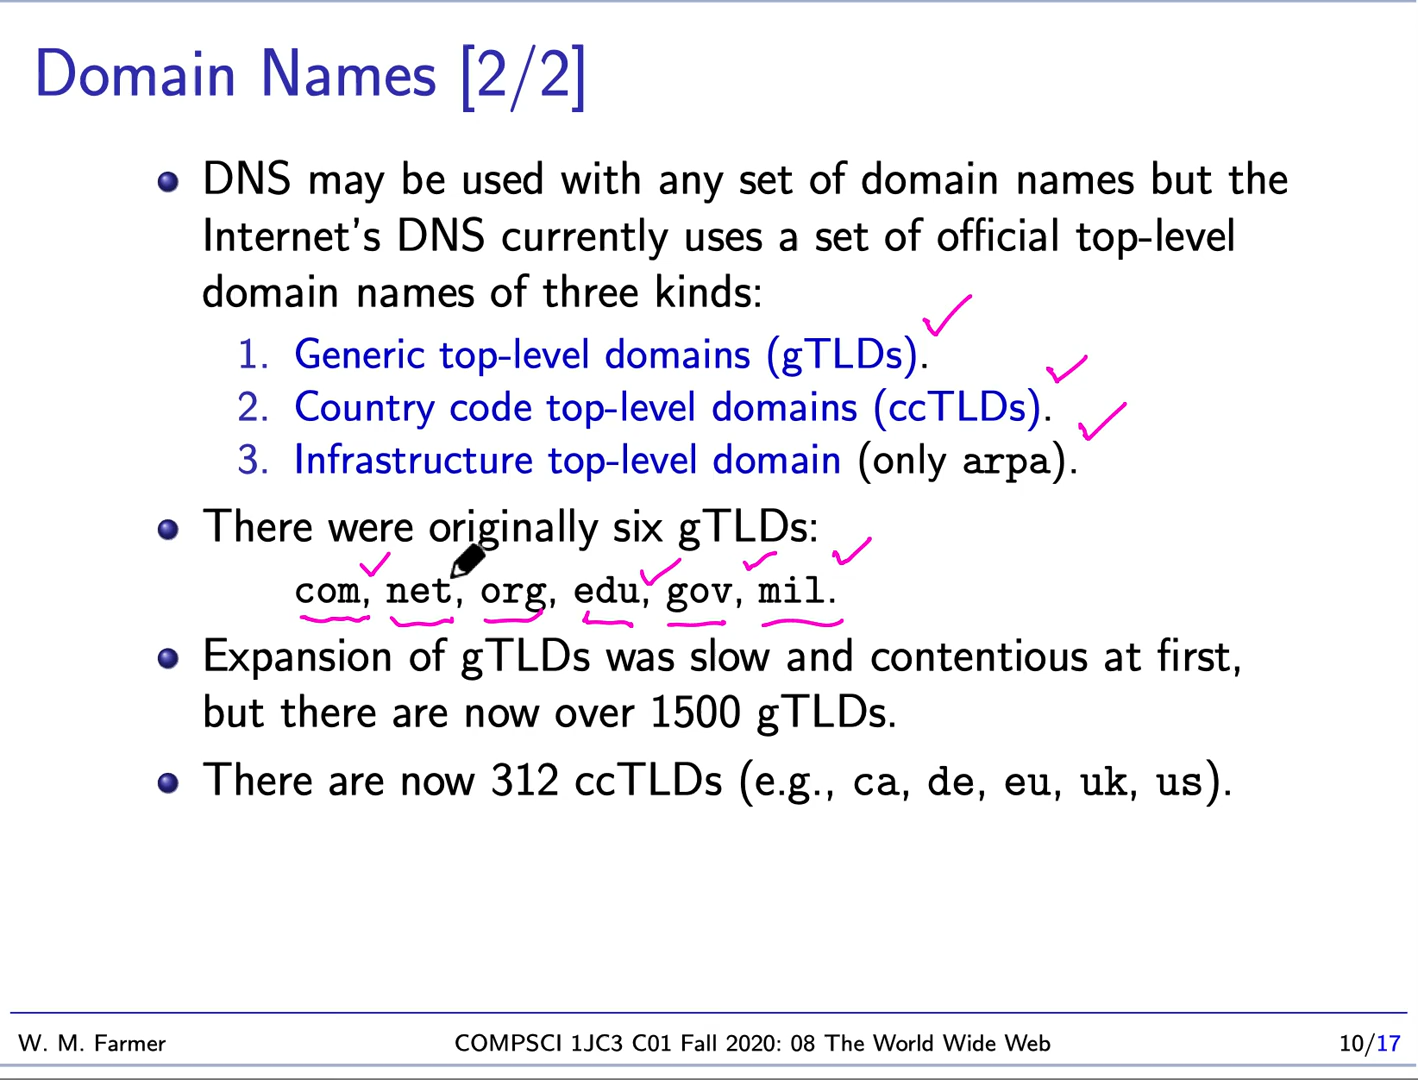 Domain Names [2/2]
DNS may be used with any set of domain names but the
Internet's DNS currently uses a set of official top-level
domain names of three kinds:
1. Generic top-level domains (gTLDs).
2. Country code top-level domains (ccTLDs).
3. Infrastructure top-level domain (only arpa).
There were originally six gTLDs:
com, net, org, edu, gov, mil.
Expansion of gTLDs was slow and contentious at first,
but there are now over 1500 gTLDs.
There are now 312 ccTLDs (e.g., ca, de, eu, uk, us).
W. M. Farmer COMPSCI 1JC3 C01 Fall 2020: 08 The World Wide Web 10/17